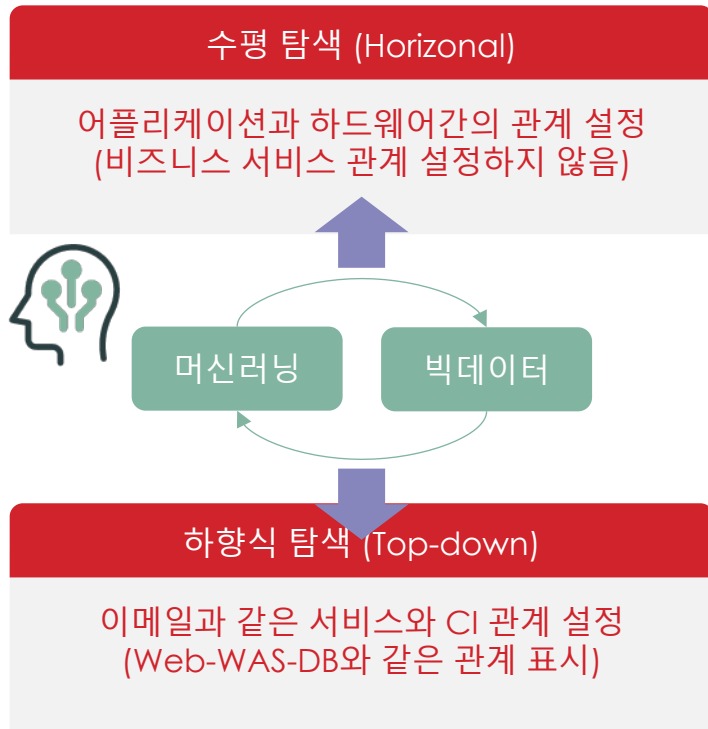 수평 탐색 (Horizonal)
어플리케이션과 하드웨어간의 관계 설정
(비즈니스 서비스 관계 설정하지 않음)
머신러닝
빅데이터
하향식 탐색 (Top-down)
이메일과 같은 서비스와 CI 관계 설정
(Web-WAS-DB와 같은 관계 표시)